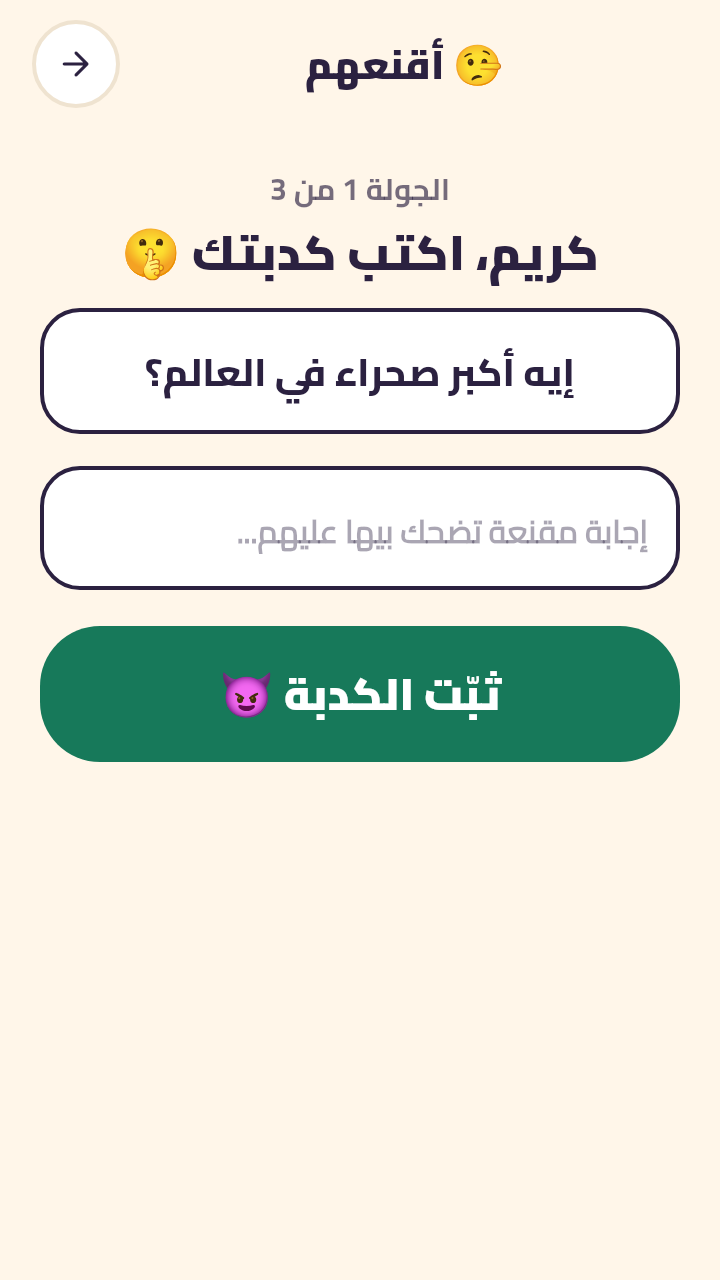 🤥 أقنعهم
الجولة 1 من 3
كريم، اكتب كدبتك 🤫
إيه أكبر صحراء في العالم؟
إجابة مقنعة تضحك بيها عليهم...
ثبّت الكدبة 😈